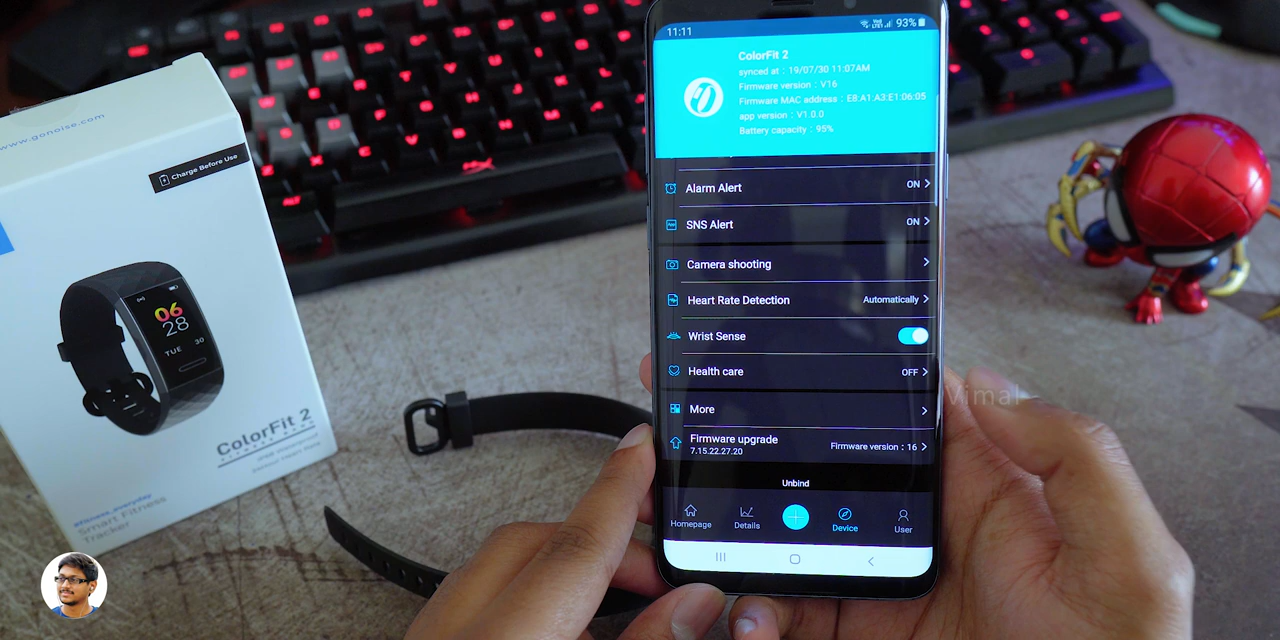 www.gonoise.com
Charge Before Use
06
28
TUE 30
ColorFit 2
FITNESS BAND
#fitness_everyday
Smart Fitness
Tracker
11:11
93%
ColorFit 2
synced at : 19/07/30 11:07AM
Firmware version : V16
Firmware MAC address : E8:A1:A3:E1:06:05
app version : V1.0.0
Battery capacity : 95%
Alarm Alert ON
SNS Alert ON
Camera shooting
Heart Rate Detection Automatically
Wrist Sense
Health care OFF
More
Firmware upgrade
7.15.22.27.20 Firmware version : 16
Unbind
Homepage Details Device User
Vimal